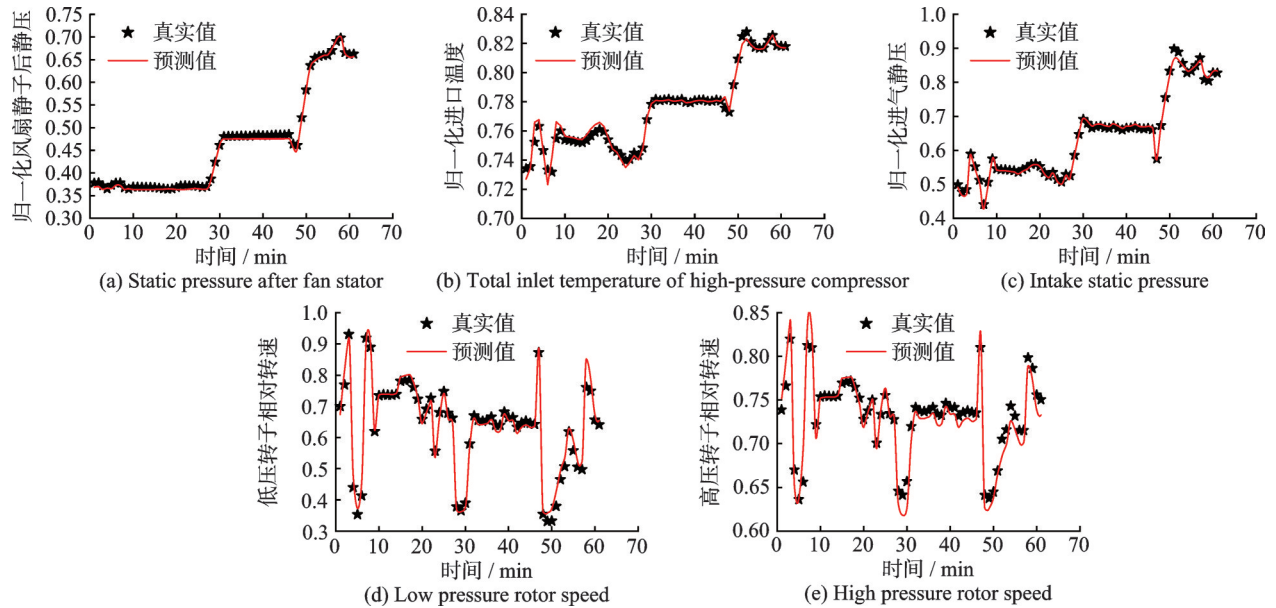 归一化风扇静子后静压
0.70
0.65
0.60
0.55
0.50
0.45
0.40
0.35
0.30
真实值
预测值
0 10 20 30 40 50 60 70
时间 / min
(a) Static pressure after fan stator
归一化进口温度
0.82
0.80
0.78
0.76
0.74
0.72
0.70
真实值
预测值
0 10 20 30 40 50 60 70
时间 / min
(b) Total inlet temperature of high-pressure compressor
归一化进气静压
1.0
0.9
0.8
0.7
0.6
0.5
0.4
真实值
预测值
0 10 20 30 40 50 60 70
时间 / min
(c) Intake static pressure
低压转子相对转速
1.0
0.9
0.8
0.7
0.6
0.5
0.4
0.3
真实值
预测值
0 10 20 30 40 50 60 70
时间 / min
(d) Low pressure rotor speed
高压转子相对转速
0.85
0.80
0.75
0.70
0.65
0.60
真实值
预测值
0 10 20 30 40 50 60 70
时间 / min
(e) High pressure rotor speed